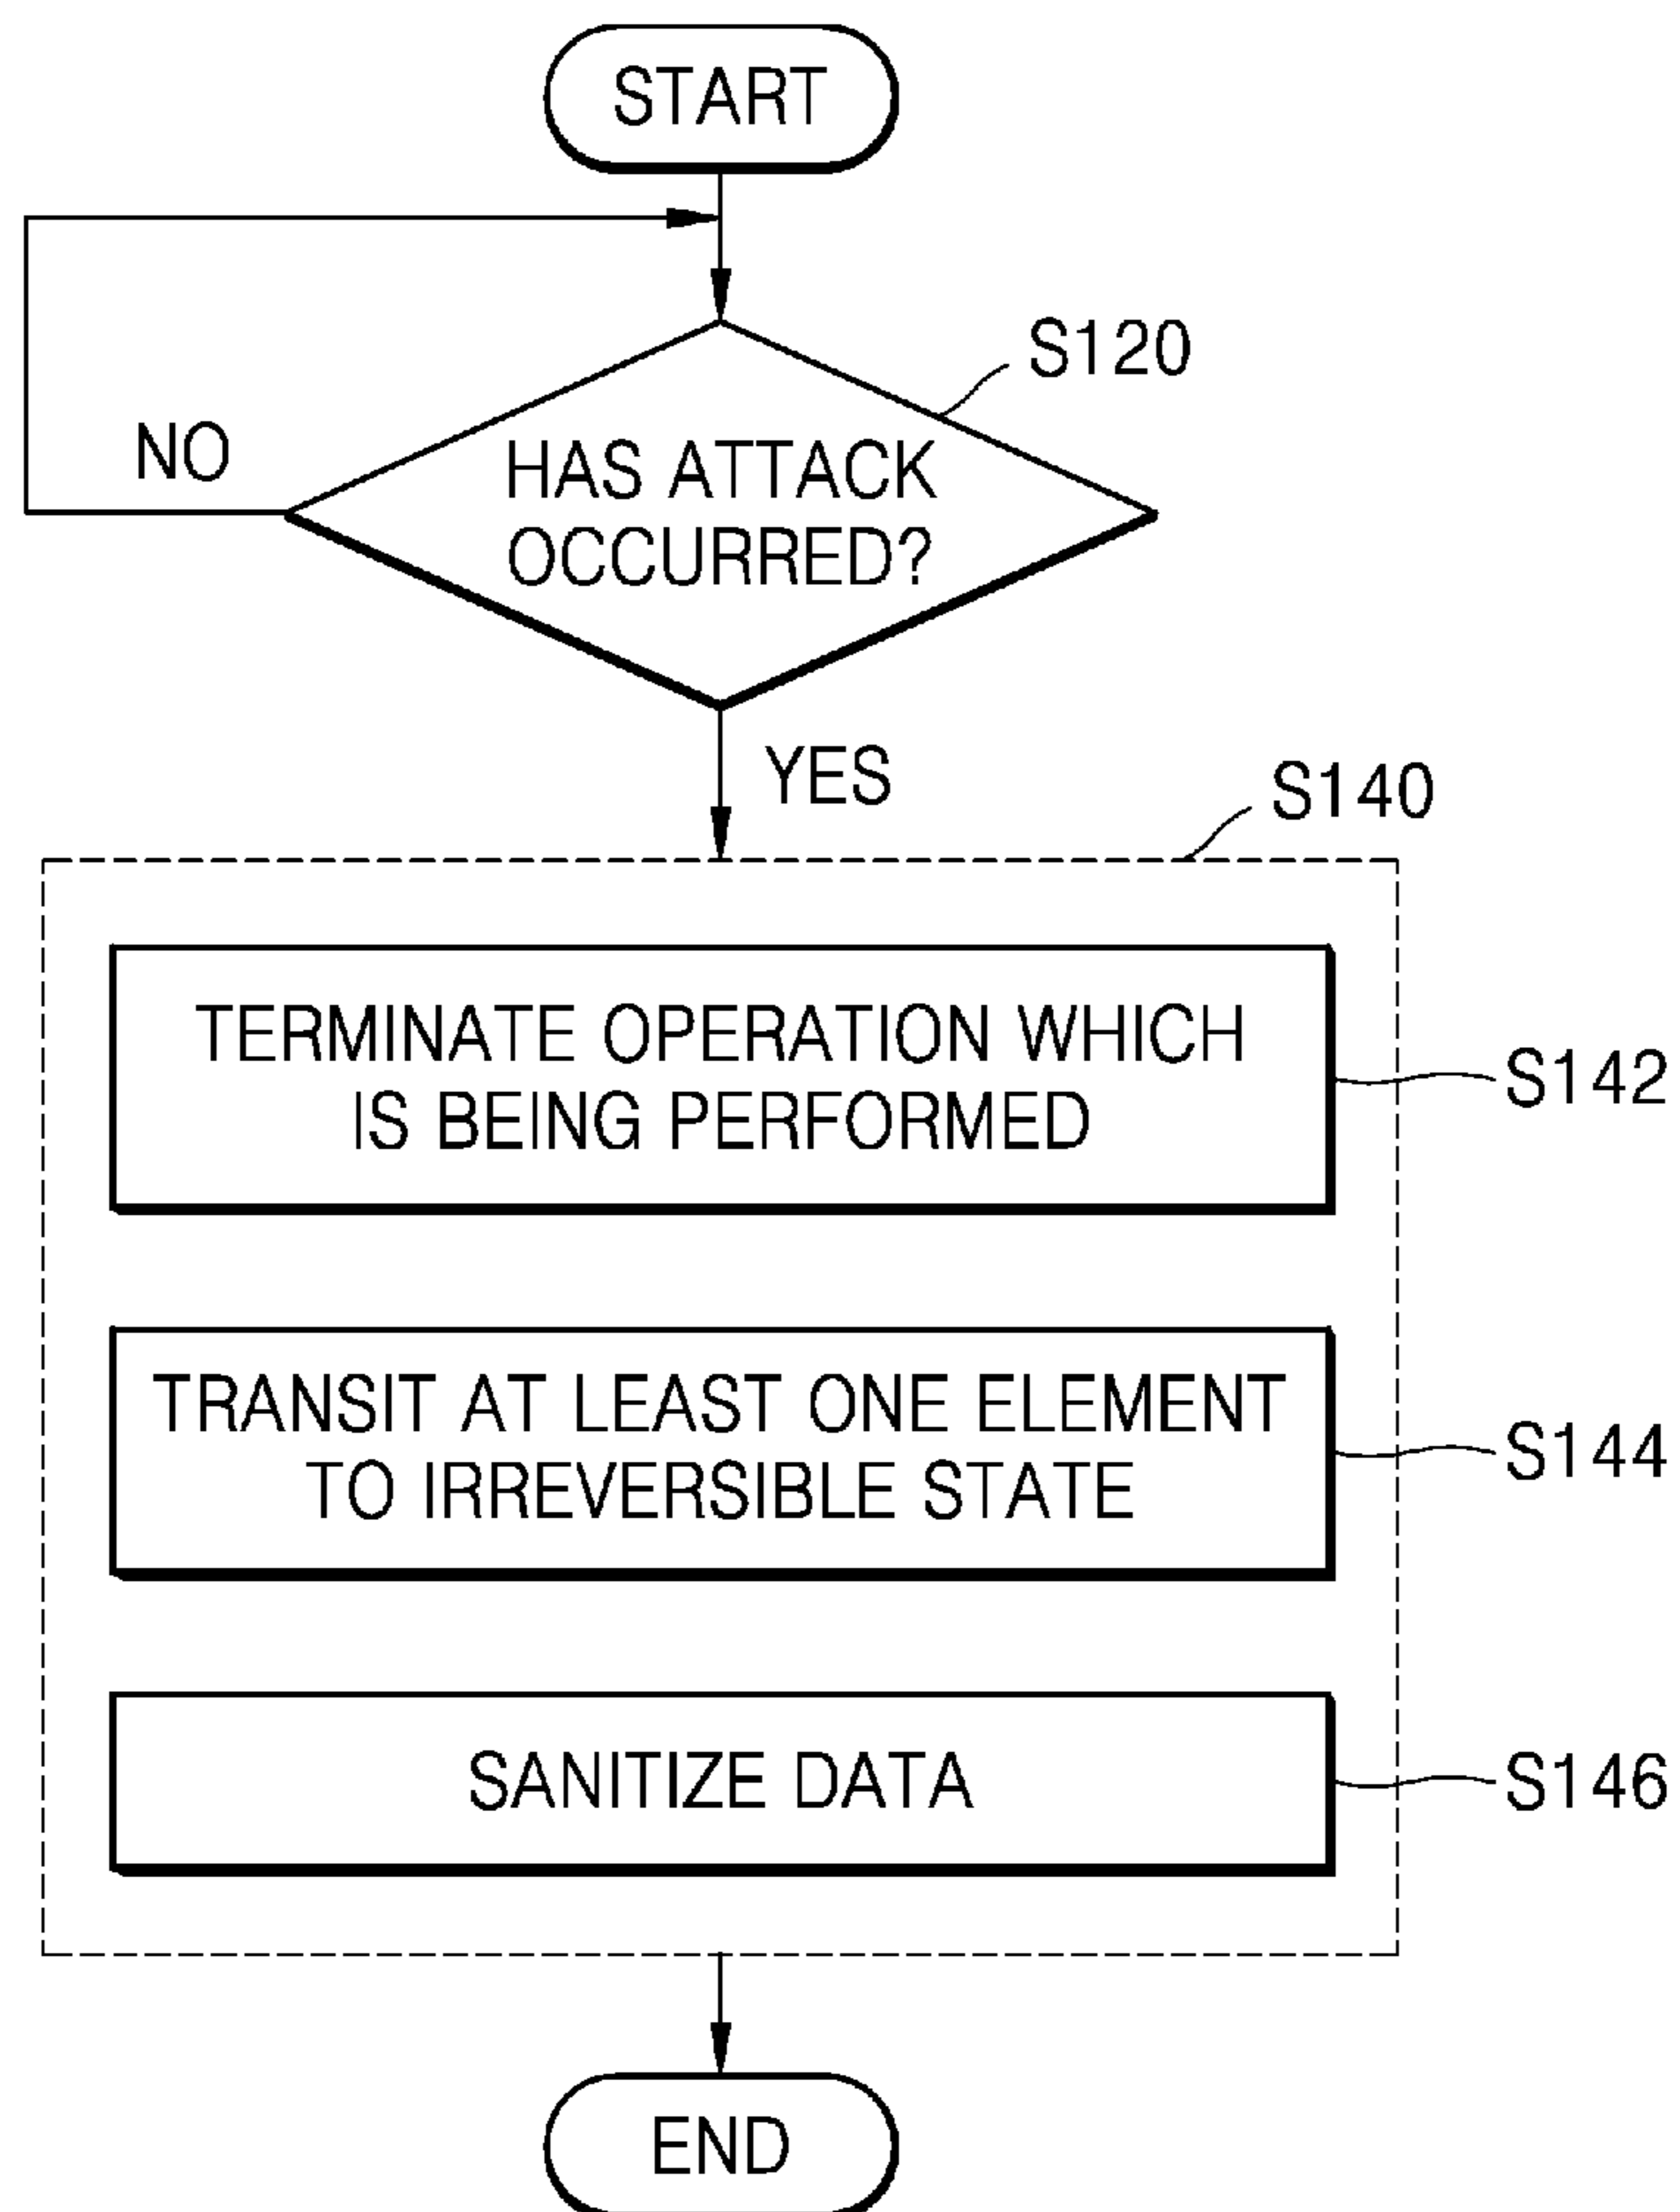 START
S120
NO
HAS ATTACK
OCCURRED?
YES
S140
TERMINATE OPERATION WHICH
IS BEING PERFORMED
S142
TRANSIT AT LEAST ONE ELEMENT
TO IRREVERSIBLE STATE
S144
SANITIZE DATA
S146
END